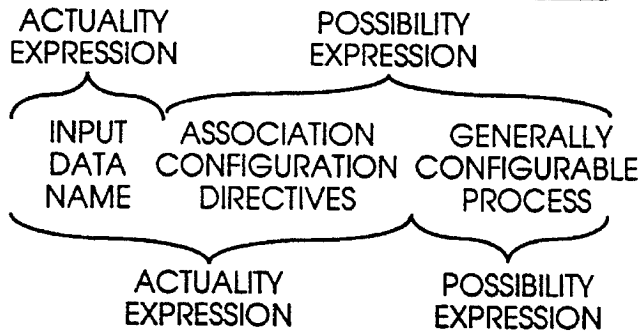 ACTUALITY EXPRESSION
POSSIBILITY EXPRESSION
INPUT DATA NAME
ASSOCIATION CONFIGURATION DIRECTIVES
GENERALLY CONFIGURABLE PROCESS
ACTUALITY EXPRESSION
POSSIBILITY EXPRESSION